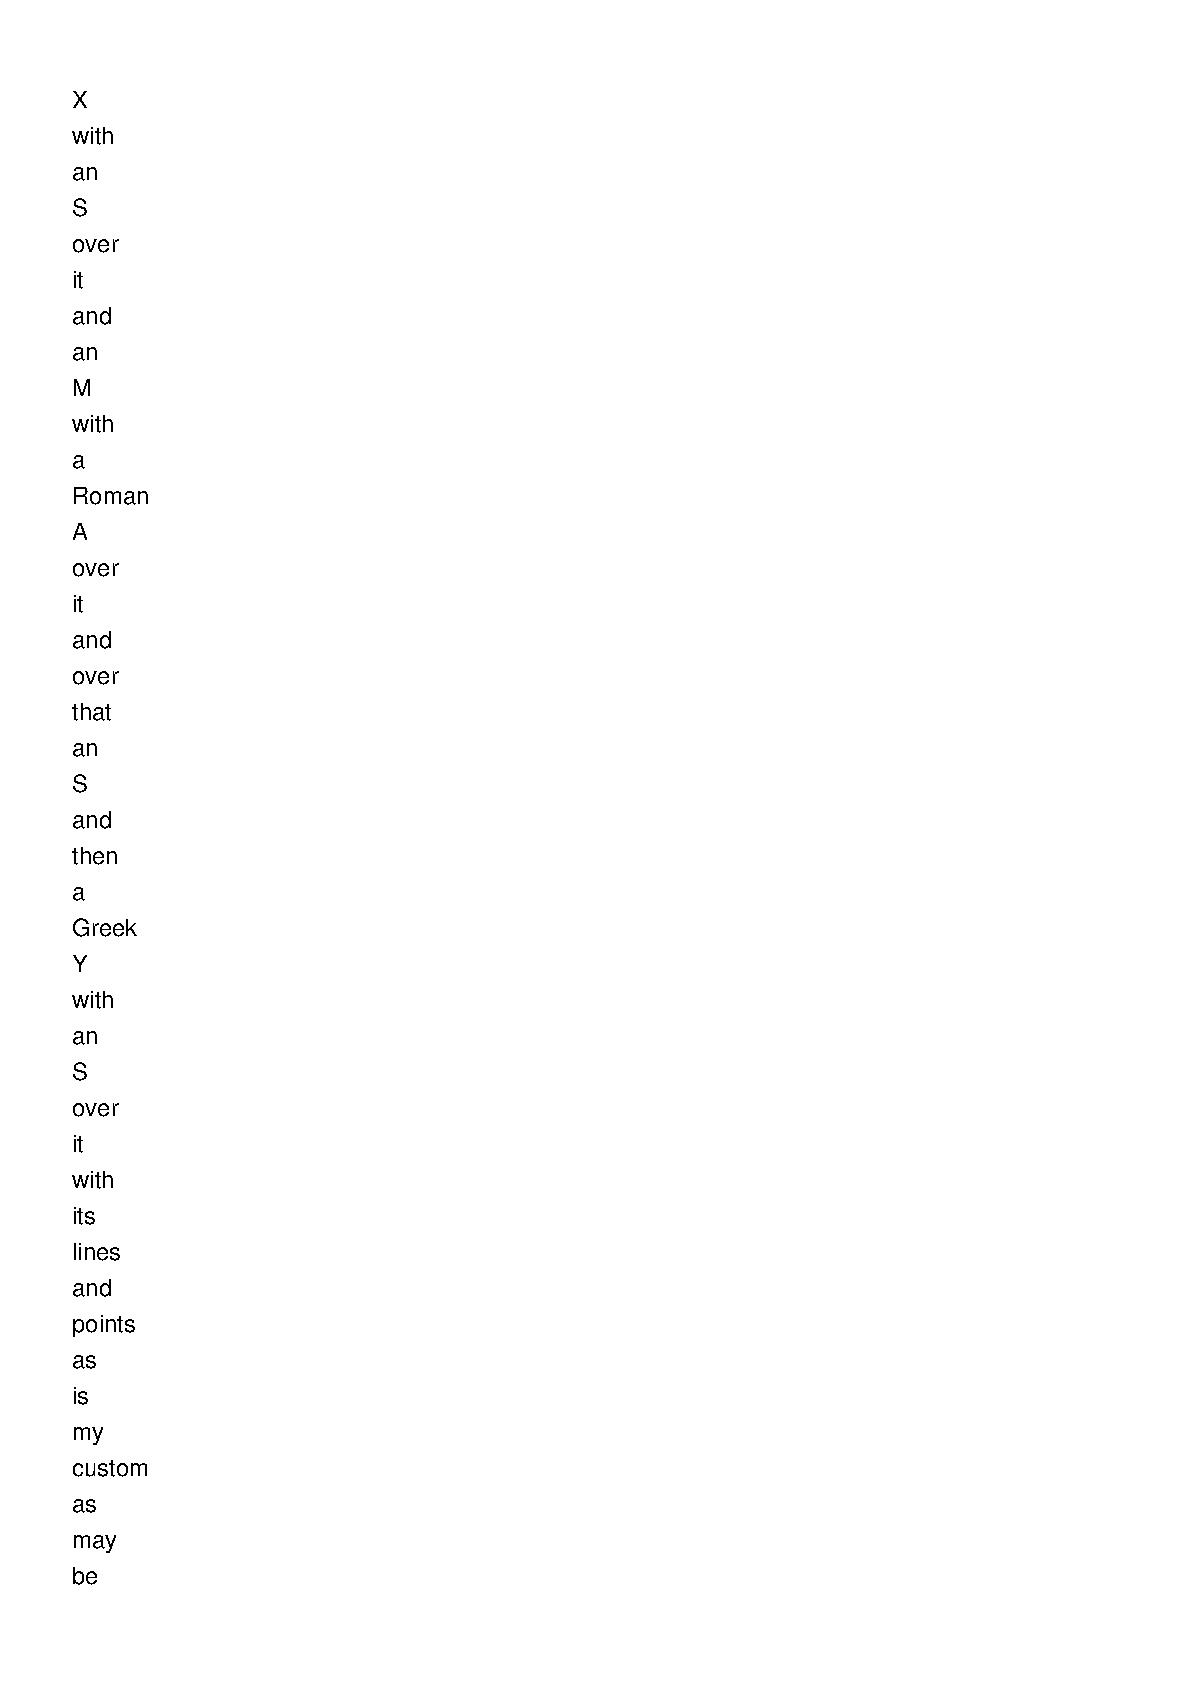 X
with
an
S
over
it
and
an
M
with
a
Roman
A
over
it
and
over
that
an
S
and
then
a
Greek
Y
with
an
S
over
it
with
its
lines
and
points
as
is
my
custom
as
may
be